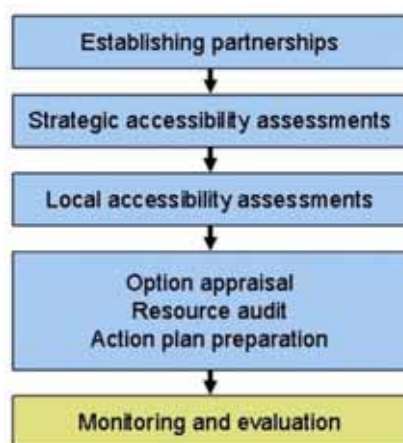 Establishing partnerships
Strategic accessibility assessments
Local accessibility assessments
Option appraisal
Resource audit
Action plan preparation
Monitoring and evaluation